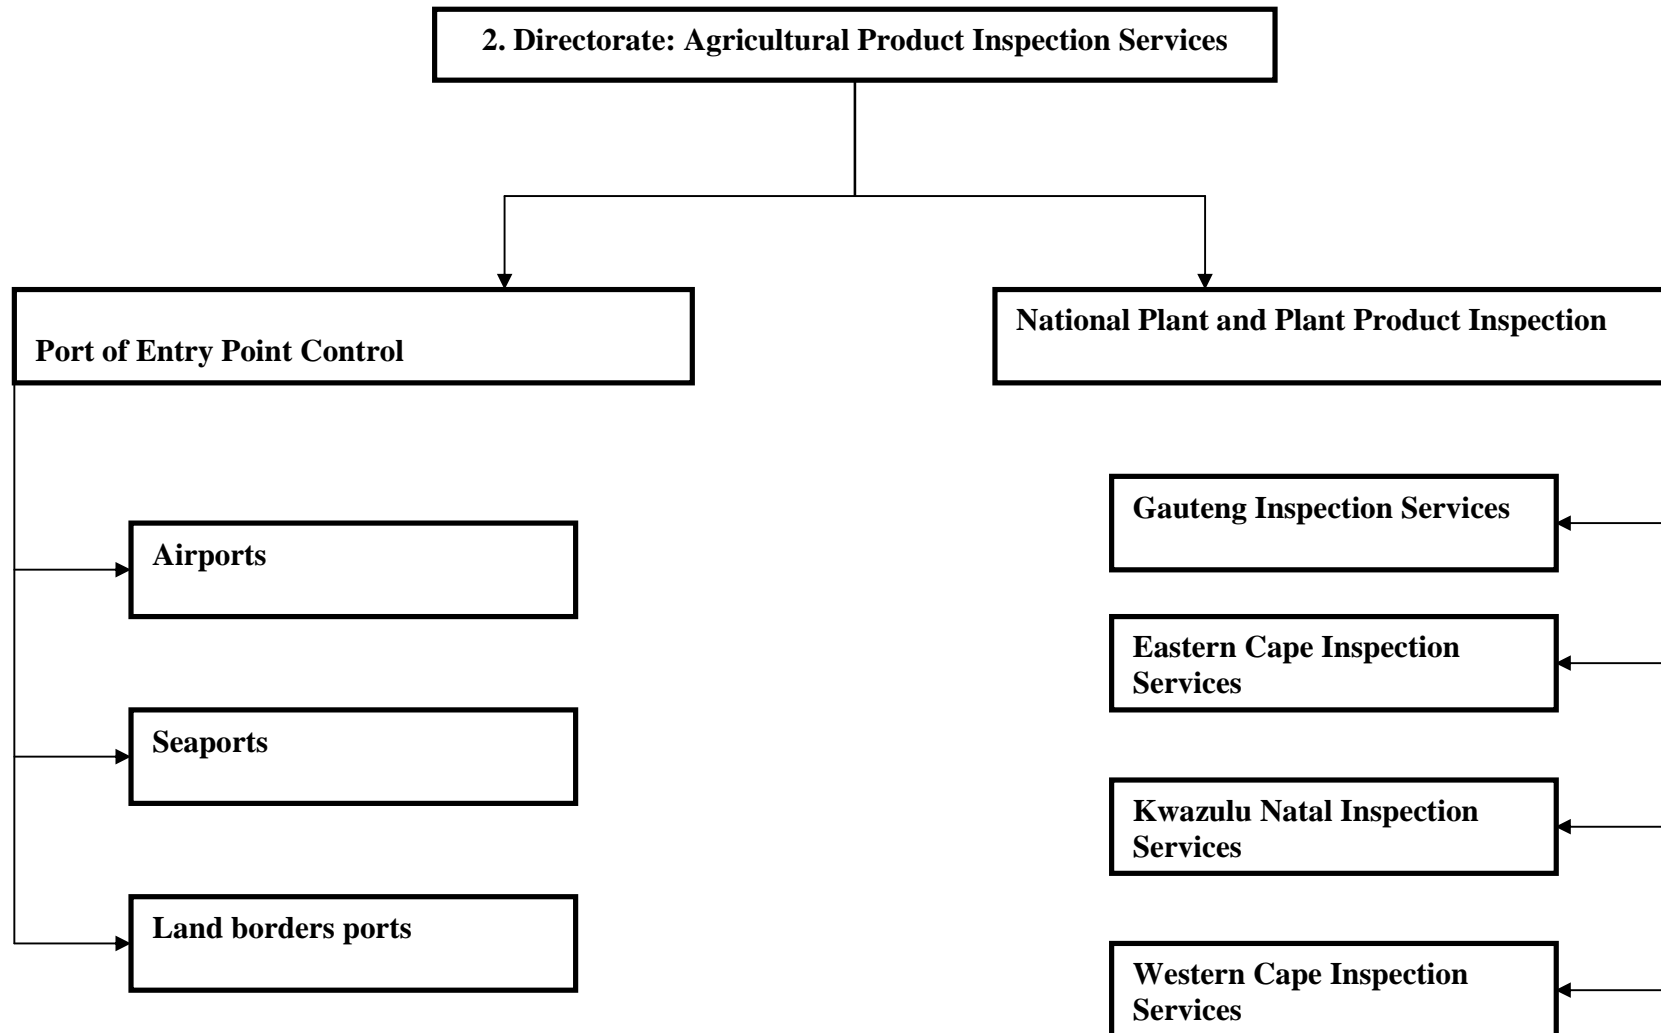 2. Directorate: Agricultural Product Inspection Services
Port of Entry Point Control
National Plant and Plant Product Inspection
Airports
Seaports
Land borders ports
Gauteng Inspection Services
Eastern Cape Inspection
Services
Kwazulu Natal Inspection
Services
Western Cape Inspection
Services